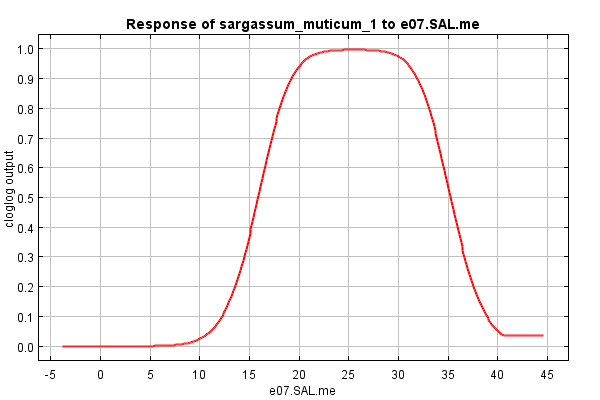 Response of sargassum_muticum_1 to e07.SAL.me
1.0
0.9
0.8
0.7
0.6
0.5
0.4
0.3
0.2
0.1
0.0
cloglog output
-5 0 5 10 15 20 25 30 35 40 45
e07.SAL.me